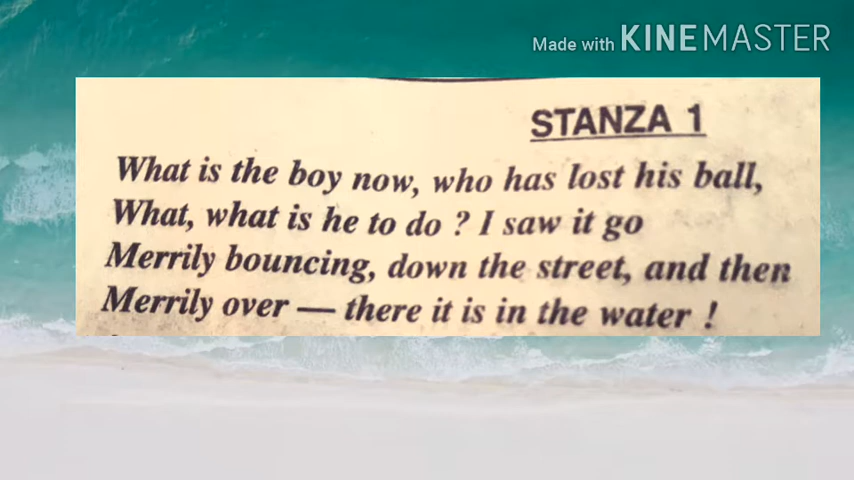 Made with KINEMASTER
STANZA 1
What is the boy now, who has lost his ball,
What, what is he to do ? I saw it go
Merrily bouncing, down the street, and then
Merrily over — there it is in the water !